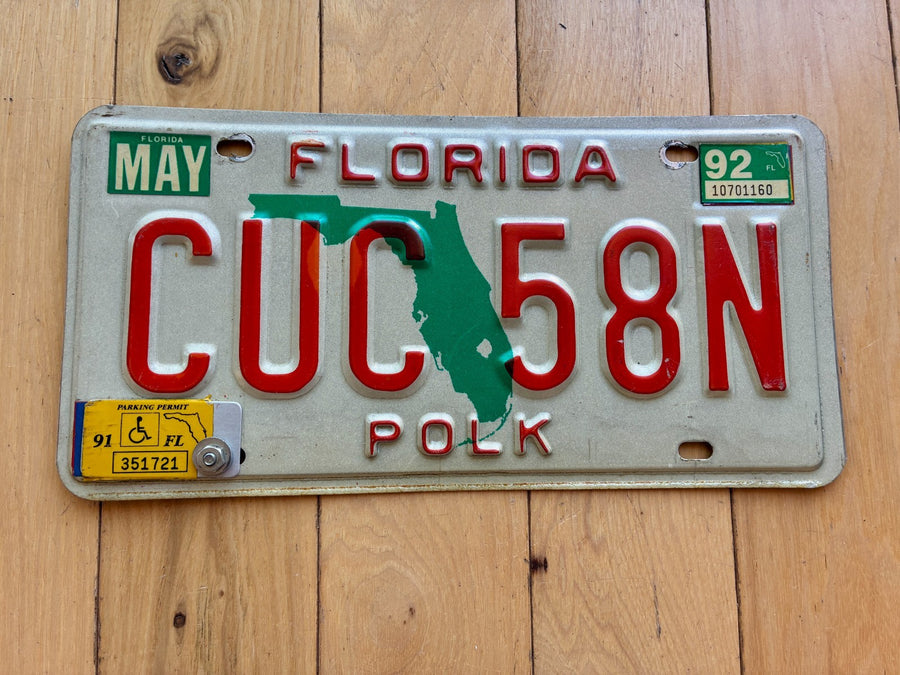 FLORIDA
MAY
FLORIDA
92
FL
10701160
CUC 58N
PARKING PERMIT
91 FL
351721
POLK